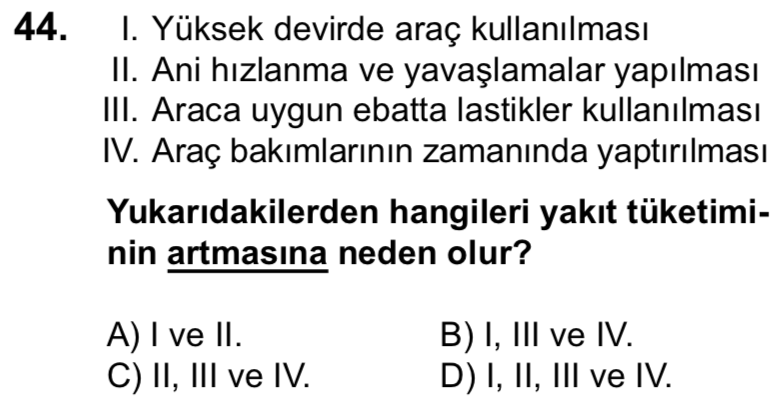 44. I. Yüksek devirde araç kullanılması
II. Ani hızlanma ve yavaşlamalar yapılması
III. Araca uygun ebatta lastikler kullanılması
IV. Araç bakımlarının zamanında yaptırılması
Yukarıdakilerden hangileri yakıt tüketimi-
nin artmasına neden olur?
A) I ve II. B) I, III ve IV.
C) II, III ve IV. D) I, II, III ve IV.